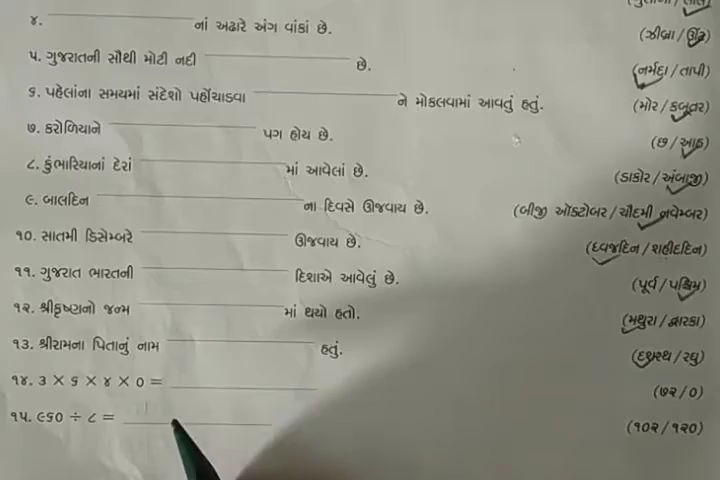 ૪. ____________ નાં અઢારે અંગ વાંકાં છે. (ઝીબ્રા / ઊંટ)
૫. ગુજરાતની સૌથી મોટી નદી ____________ છે. (નર્મદા / તાપી)
૬. પહેલાંના સમયમાં સંદેશો પહોંચાડવા ____________ ને મોકલવામાં આવતું હતું. (મોર / કબૂતર)
૭. કરોળિયાને ____________ પગ હોય છે. (છ / આઠ)
૮. કુંભારિયાનાં દેરાં ____________ માં આવેલાં છે. (ડાકોર / અંબાજી)
૯. બાલદિન ____________ ના દિવસે ઊજવાય છે. (બીજી ઑક્ટોબર / ચૌદમી નવેમ્બર)
૧૦. સાતમી ડિસેમ્બરે ____________ ઊજવાય છે. (ધ્વજદિન / શહીદદિન)
૧૧. ગુજરાત ભારતની ____________ દિશાએ આવેલું છે. (પૂર્વ / પશ્ચિમ)
૧૨. શ્રીકૃષ્ણનો જન્મ ____________ માં થયો હતો. (મથુરા / દ્વારકા)
૧૩. શ્રીરામના પિતાનું નામ ____________ હતું. (દશરથ / રઘુ)
૧૪. ૩ × ૬ × ૪ × ૦ = ____________ (૭૨ / ૦)
૧૫. ૯૬૦ ÷ ૮ = ____________ (૧૦૨ / ૧૨૦)